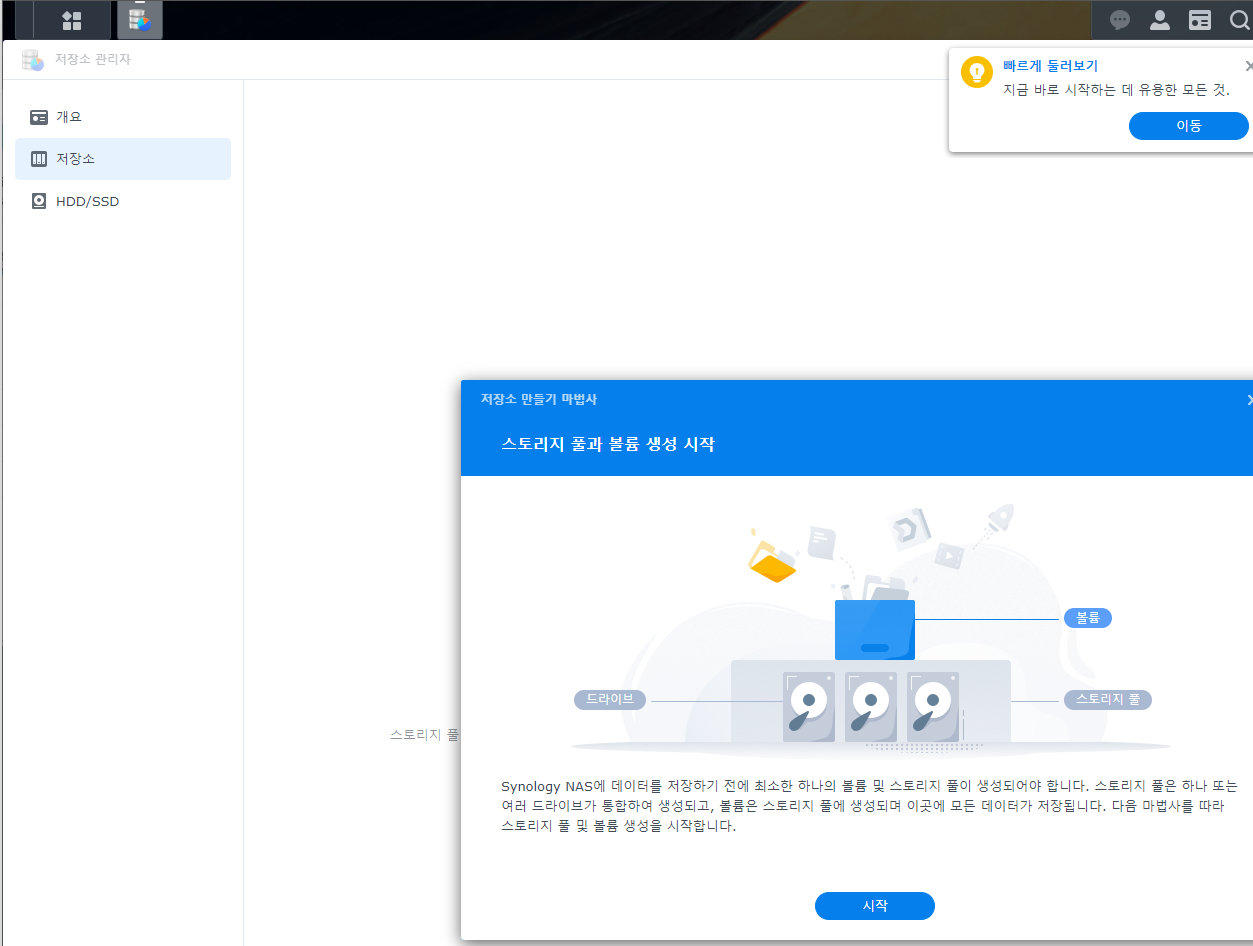 저장소 관리자
빠르게 둘러보기
지금 바로 시작하는 데 유용한 모든 것.
이동
개요
저장소
HDD/SSD
저장소 만들기 마법사
스토리지 풀과 볼륨 생성 시작
볼륨
드라이브
스토리지 풀
스토리지 풀
Synology NAS에 데이터를 저장하기 전에 최소한 하나의 볼륨 및 스토리지 풀이 생성되어야 합니다. 스토리지 풀은 하나 또는
여러 드라이브가 통합하여 생성되고, 볼륨은 스토리지 풀에 생성되며 이곳에 모든 데이터가 저장됩니다. 다음 마법사를 따라
스토리지 풀 및 볼륨 생성을 시작합니다.
시작